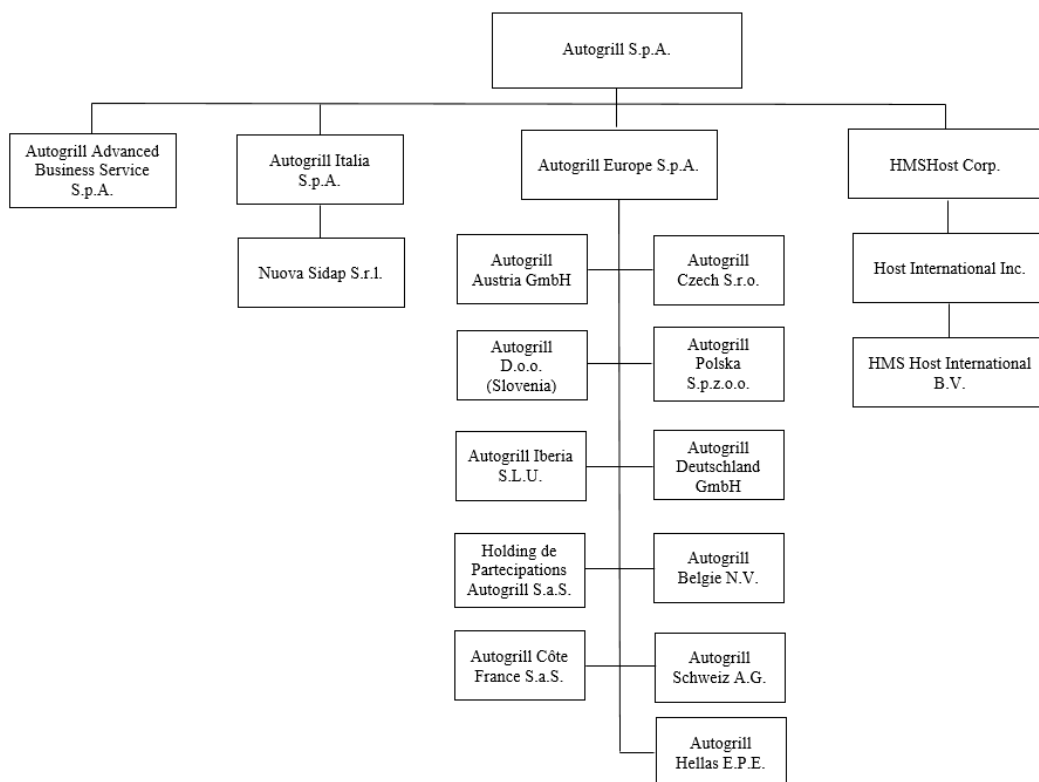 Autogrill S.p.A.
Autogrill Advanced
Business Service
S.p.A.
Autogrill Italia
S.p.A.
Autogrill Europe S.p.A.
HMSHost Corp.
Nuova Sidap S.r.l.
Autogrill
Austria GmbH
Autogrill
Czech S.r.o.
Host International Inc.
Autogrill
D.o.o.
(Slovenia)
Autogrill
Polska
S.p.z.o.o.
HMS Host International
B.V.
Autogrill Iberia
S.L.U.
Autogrill
Deutschland
GmbH
Holding de
Partecipations
Autogrill S.a.S.
Autogrill
Belgie N.V.
Autogrill Côte
France S.a.S.
Autogrill
Schweiz A.G.
Autogrill
Hellas E.P.E.